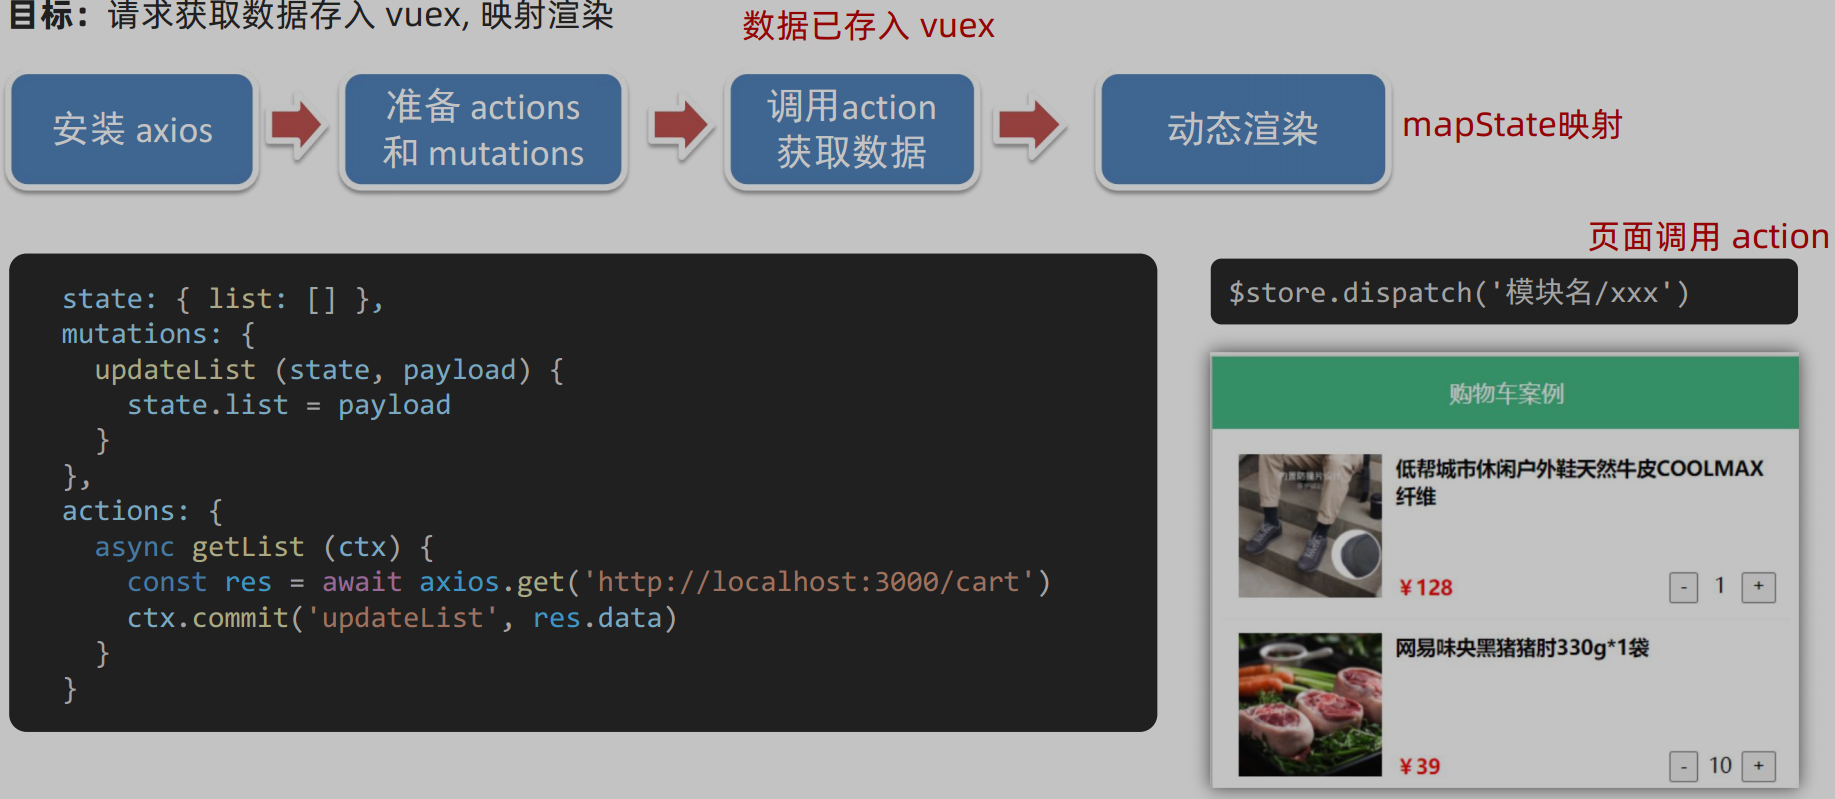 目标：请求获取数据存入 vuex, 映射渲染
数据已存入 vuex
安装 axios
准备 actions
和 mutations
调用action
获取数据
动态渲染
mapState映射
页面调用 action
state: { list: [] },
mutations: {
updateList (state, payload) {
state.list = payload
}
},
actions: {
async getList (ctx) {
const res = await axios.get('http://localhost:3000/cart')
ctx.commit('updateList', res.data)
}
}
$store.dispatch('模块名/xxx')
购物车案例
低帮城市休闲户外鞋天然牛皮COOLMAX
纤维
￥128
- 1 +
网易味央黑猪猪肘330g*1袋
￥39
- 10 +